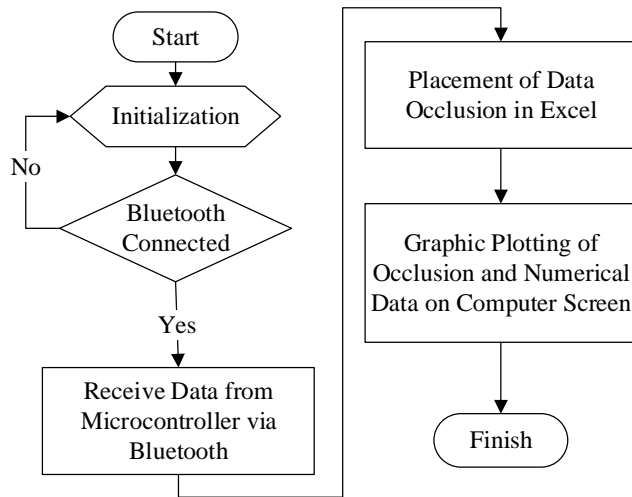 Start
Initialization
No
Bluetooth
Connected
Yes
Receive Data from
Microcontroller via
Bluetooth
Placement of Data
Occlusion in Excel
Graphic Plotting of
Occlusion and Numerical
Data on Computer Screen
Finish